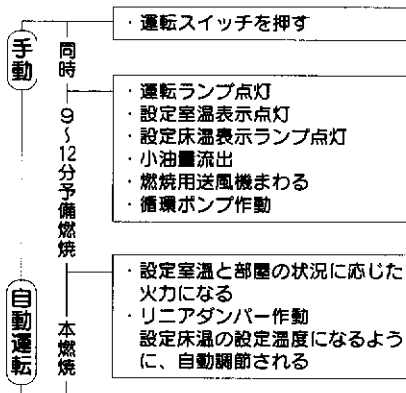 手動
同時
9～12分予備燃焼
自動運転
本燃焼
・運転スイッチを押す
・運転ランプ点灯
・設定室温表示点灯
・設定床温表示ランプ点灯
・小油量流出
・燃焼用送風機まわる
・循環ポンプ作動
・設定室温と部屋の状況に応じた
火力になる
・リニアダンパー作動
設定床温の設定温度になるよう
に、自動調節される